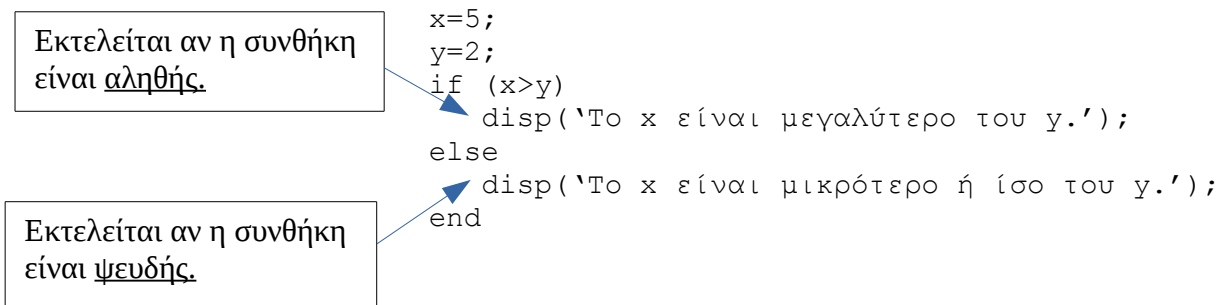 Εκτελείται αν η συνθήκη
είναι αληθής.
x=5;
y=2;
if (x>y)
disp(‛Το x είναι μεγαλύτερο του y.’);
else
disp(‛Το x είναι μικρότερο ή ίσο του y.’);
end
Εκτελείται αν η συνθήκη
είναι ψευδής.